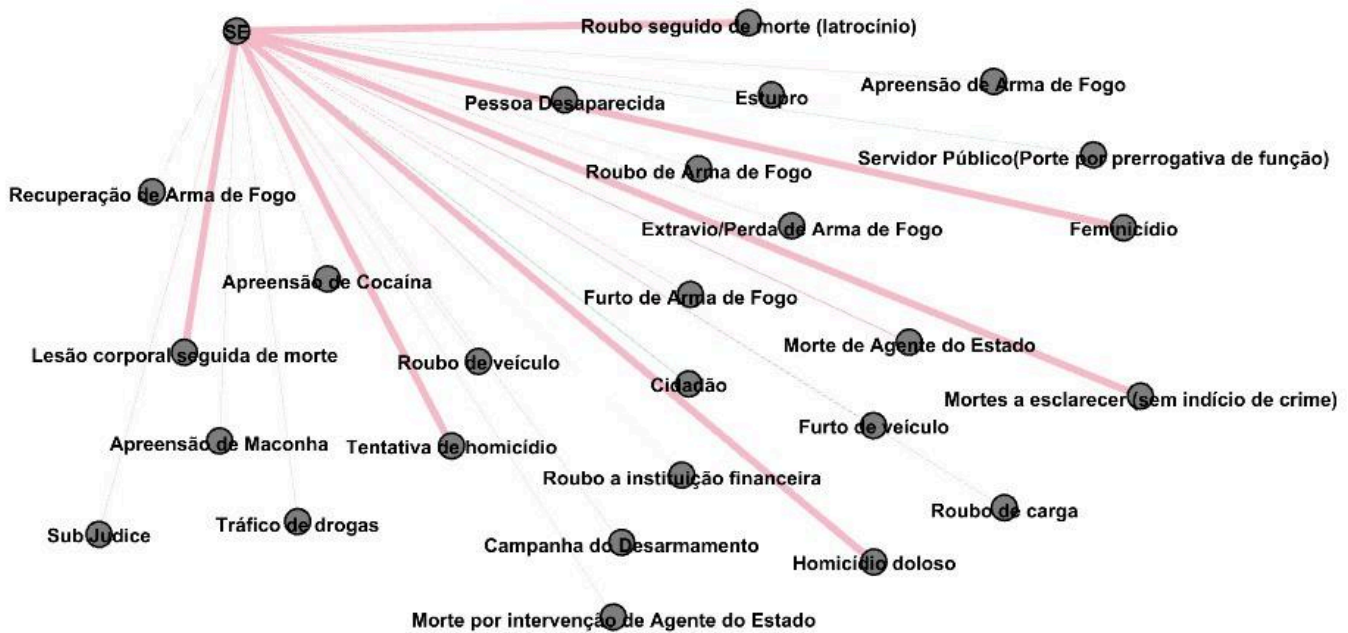 SE
Roubo seguido de morte (latrocínio)
Apreensão de Arma de Fogo
Pessoa Desaparecida
Estupro
Servidor Público(Porte por prerrogativa de função)
Roubo de Arma de Fogo
Recuperação de Arma de Fogo
Extravio/Perda de Arma de Fogo
Feminicídio
Apreensão de Cocaína
Furto de Arma de Fogo
Morte de Agente do Estado
Lesão corporal seguida de morte
Roubo de veículo
Cidadão
Mortes a esclarecer (sem indício de crime)
Furto de veículo
Apreensão de Maconha
Tentativa de homicídio
Roubo a instituição financeira
Roubo de carga
Tráfico de drogas
Sub Judice
Campanha do Desarmamento
Homicídio doloso
Morte por intervenção de Agente do Estado